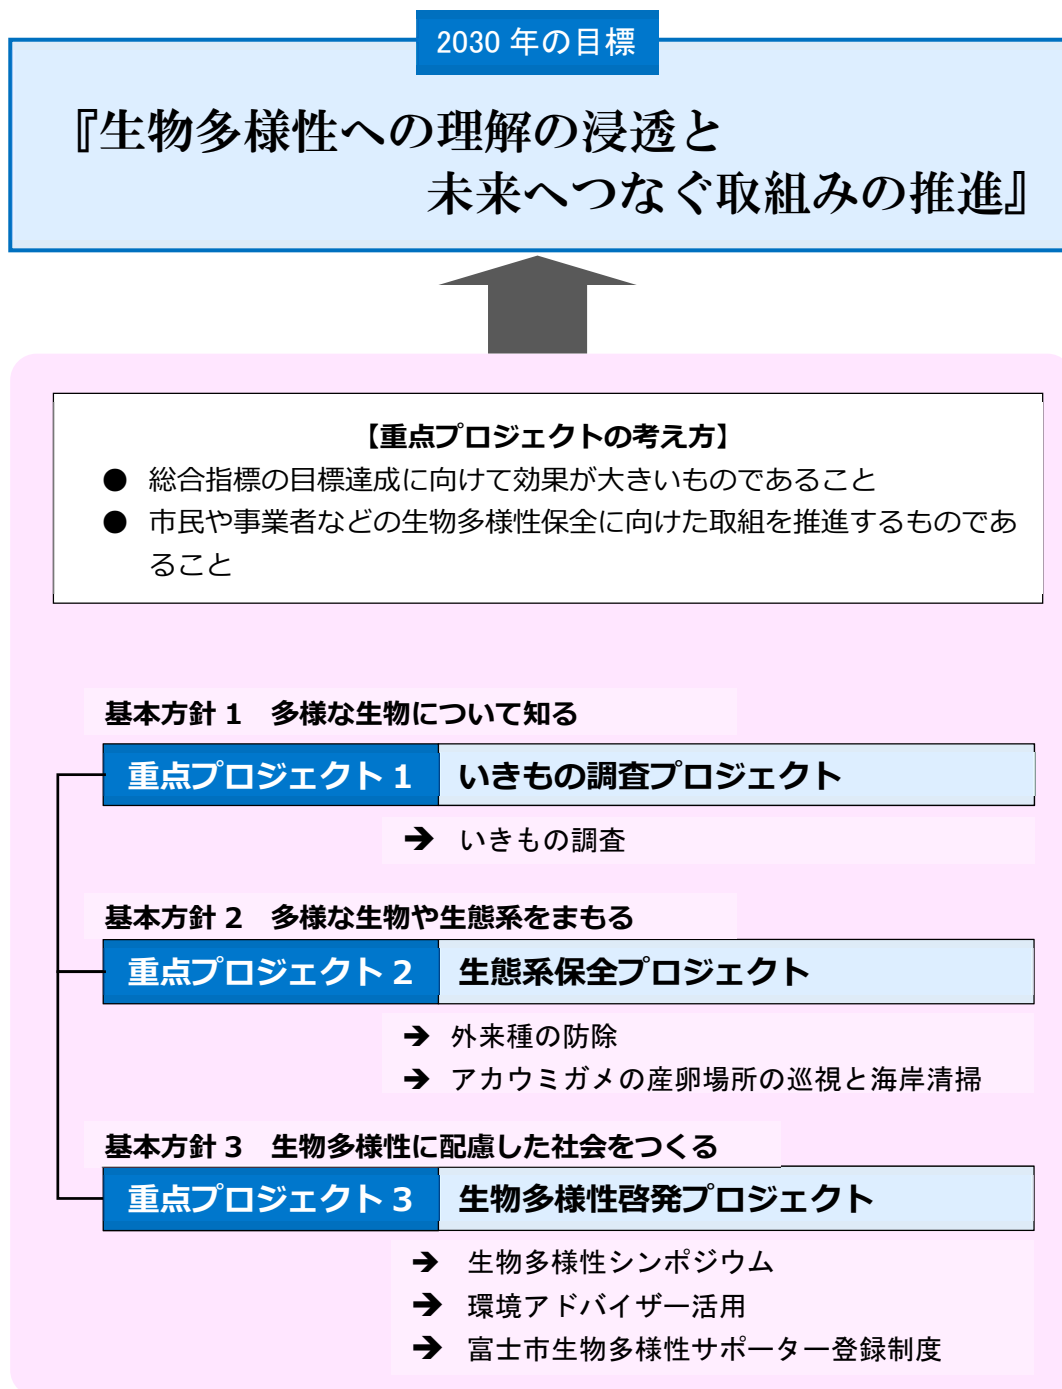 2030 年の目標
『生物多様性への理解の浸透と
未来へつなぐ取組みの推進』
【重点プロジェクトの考え方】
● 総合指標の目標達成に向けて効果が大きいものであること
● 市民や事業者などの生物多様性保全に向けた取組を推進するものであ
ること
基本方針 1 多様な生物について知る
重点プロジェクト 1 いきもの調査プロジェクト
➔ いきもの調査
基本方針 2 多様な生物や生態系をまもる
重点プロジェクト 2 生態系保全プロジェクト
➔ 外来種の防除
➔ アカウミガメの産卵場所の巡視と海岸清掃
基本方針 3 生物多様性に配慮した社会をつくる
重点プロジェクト 3 生物多様性啓発プロジェクト
➔ 生物多様性シンポジウム
➔ 環境アドバイザー活用
➔ 富士市生物多様性サポーター登録制度